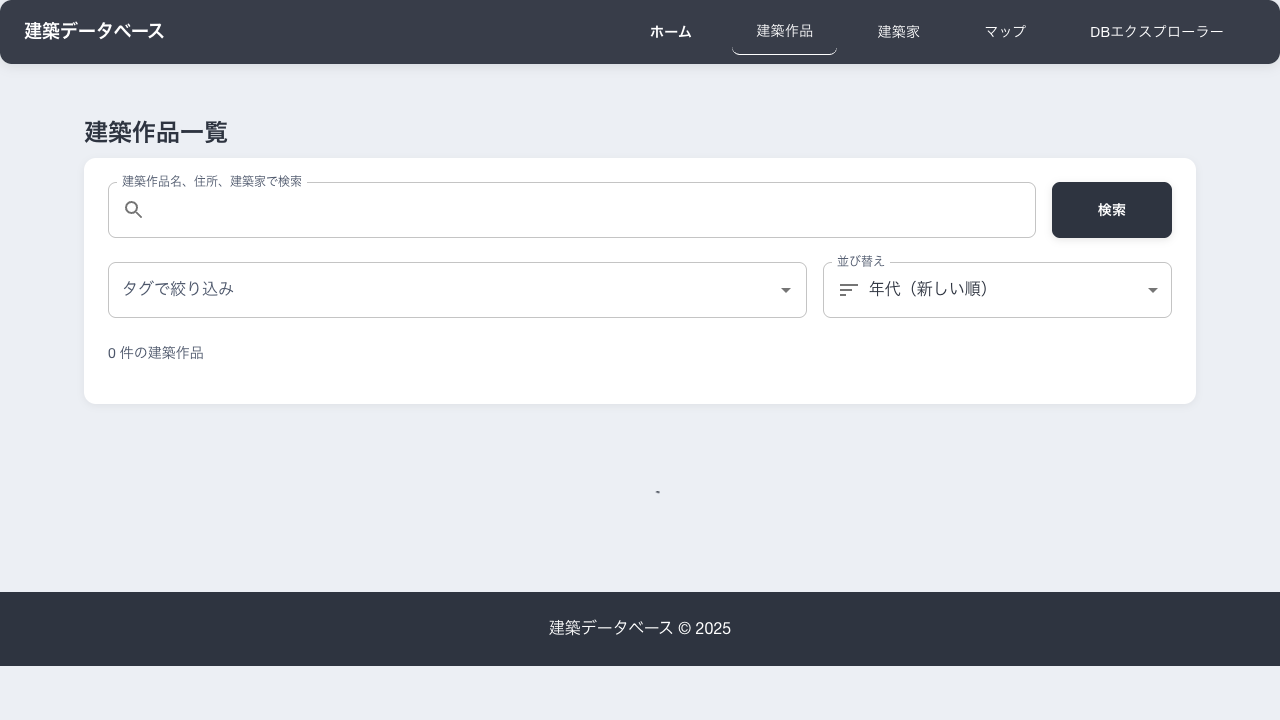 建築データベース
ホーム
建築作品
建築家
マップ
DBエクスプローラー
建築作品一覧
建築作品名、住所、建築家で検索
検索
タグで絞り込み
並び替え
年代（新しい順）
0 件の建築作品
建築データベース © 2025